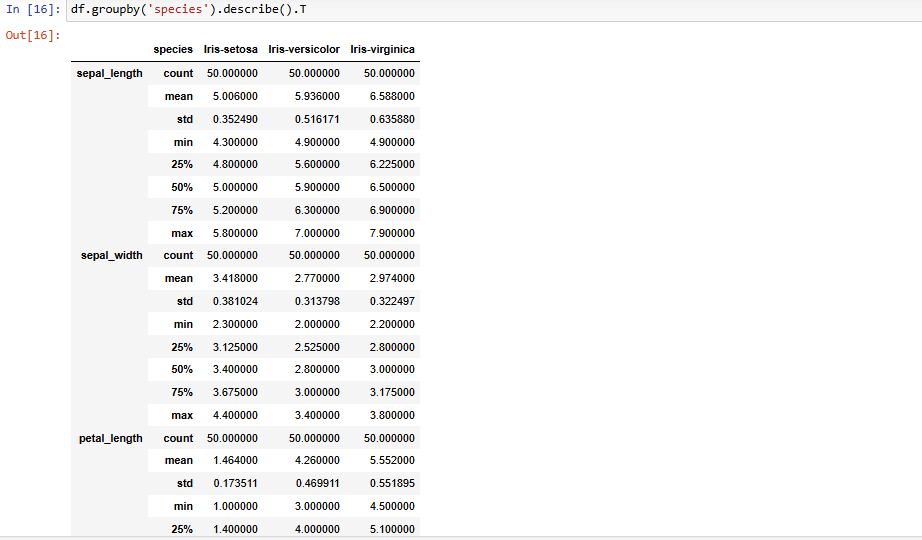 In [16]: df.groupby('species').describe().T
Out[16]:
species Iris-setosa Iris-versicolor Iris-virginica
sepal_length count 50.000000 50.000000 50.000000
mean 5.006000 5.936000 6.588000
std 0.352490 0.516171 0.635880
min 4.300000 4.900000 4.900000
25% 4.800000 5.600000 6.225000
50% 5.000000 5.900000 6.500000
75% 5.200000 6.300000 6.900000
max 5.800000 7.000000 7.900000
sepal_width count 50.000000 50.000000 50.000000
mean 3.418000 2.770000 2.974000
std 0.381024 0.313798 0.322497
min 2.300000 2.000000 2.200000
25% 3.125000 2.525000 2.800000
50% 3.400000 2.800000 3.000000
75% 3.675000 3.000000 3.175000
max 4.400000 3.400000 3.800000
petal_length count 50.000000 50.000000 50.000000
mean 1.464000 4.260000 5.552000
std 0.173511 0.469911 0.551895
min 1.000000 3.000000 4.500000
25% 1.400000 4.000000 5.100000